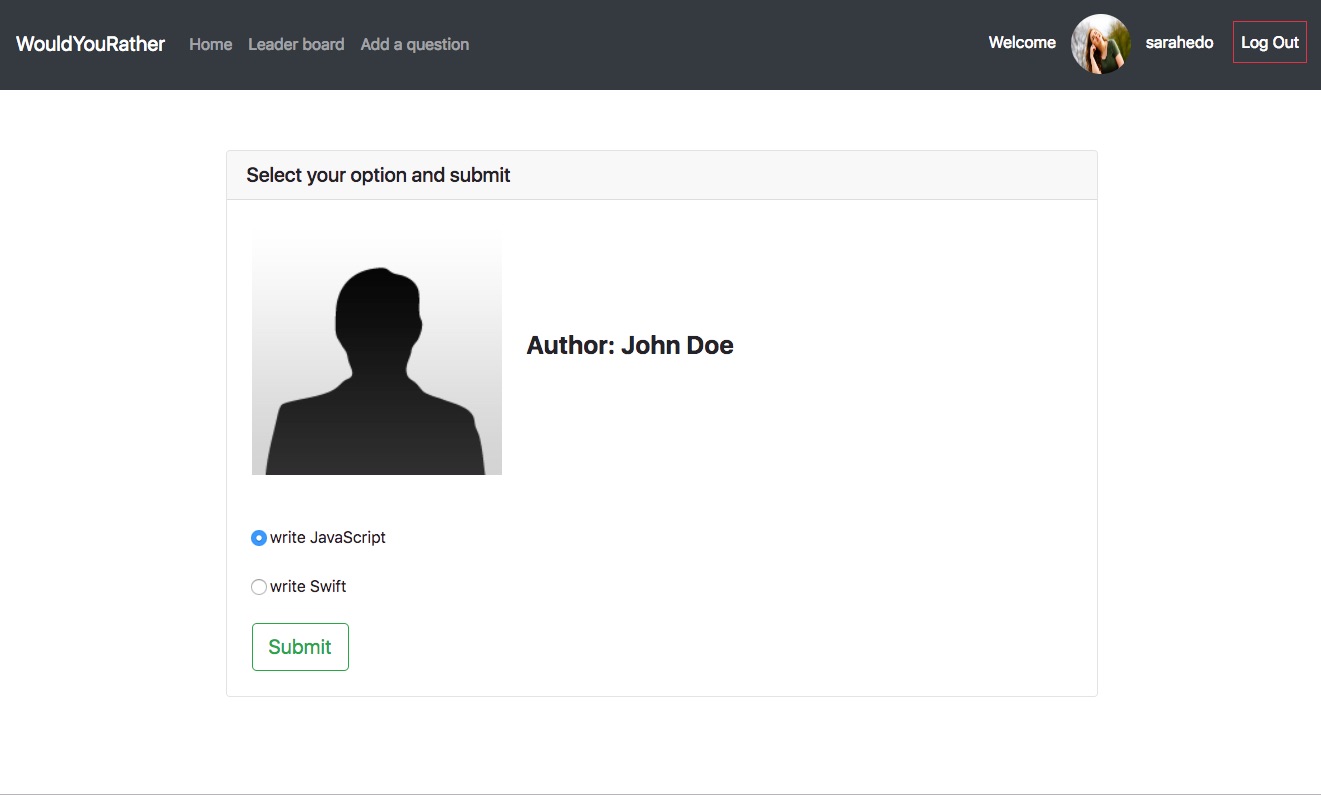 WouldYouRather Home Leader board Add a question Welcome sarahedo Log Out
Select your option and submit
Author: John Doe
write JavaScript
write Swift
Submit